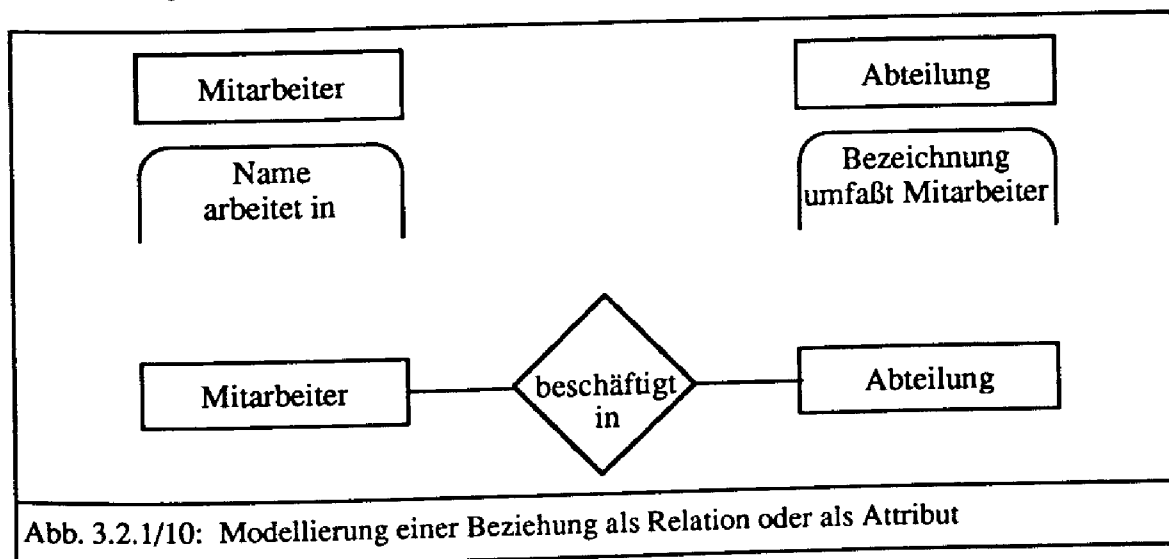 Mitarbeiter
Abteilung
Name
arbeitet in
Bezeichnung
umfaßt Mitarbeiter
Mitarbeiter
beschäftigt
in
Abteilung
Abb. 3.2.1/10: Modellierung einer Beziehung als Relation oder als Attribut